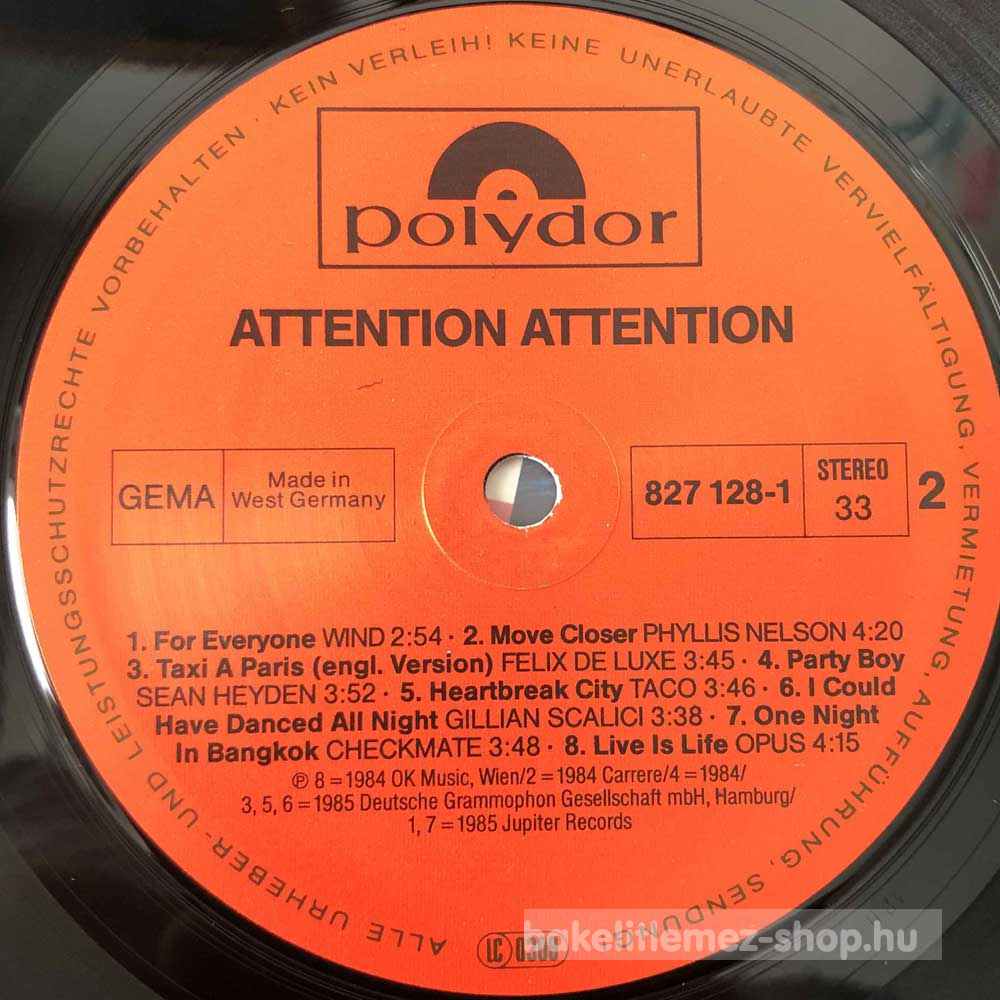 ALLE URHEBER- UND LEISTUNGSSCHUTZRECHTE VORBEHALTEN · KEIN VERLEIH! KEINE UNERLAUBTE VERVIELFÄLTIGUNG, VERMIETUNG, AUFFÜHRUNG, SENDUNG!
polydor
ATTENTION ATTENTION
GEMA
Made in
West Germany
827 128-1
STEREO
33
2
1. For Everyone WIND 2:54 · 2. Move Closer PHYLLIS NELSON 4:20
3. Taxi A Paris (engl. Version) FELIX DE LUXE 3:45 · 4. Party Boy
SEAN HEYDEN 3:52 · 5. Heartbreak City TACO 3:46 · 6. I Could
Have Danced All Night GILLIAN SCALICI 3:38 · 7. One Night
In Bangkok CHECKMATE 3:48 · 8. Live Is Life OPUS 4:15
℗ 8 = 1984 OK Music, Wien/2 = 1984 Carrere/4 = 1984/
3, 5, 6 = 1985 Deutsche Grammophon Gesellschaft mbH, Hamburg/
1, 7 = 1985 Jupiter Records
LC 0309
bakelitlemez-shop.hu